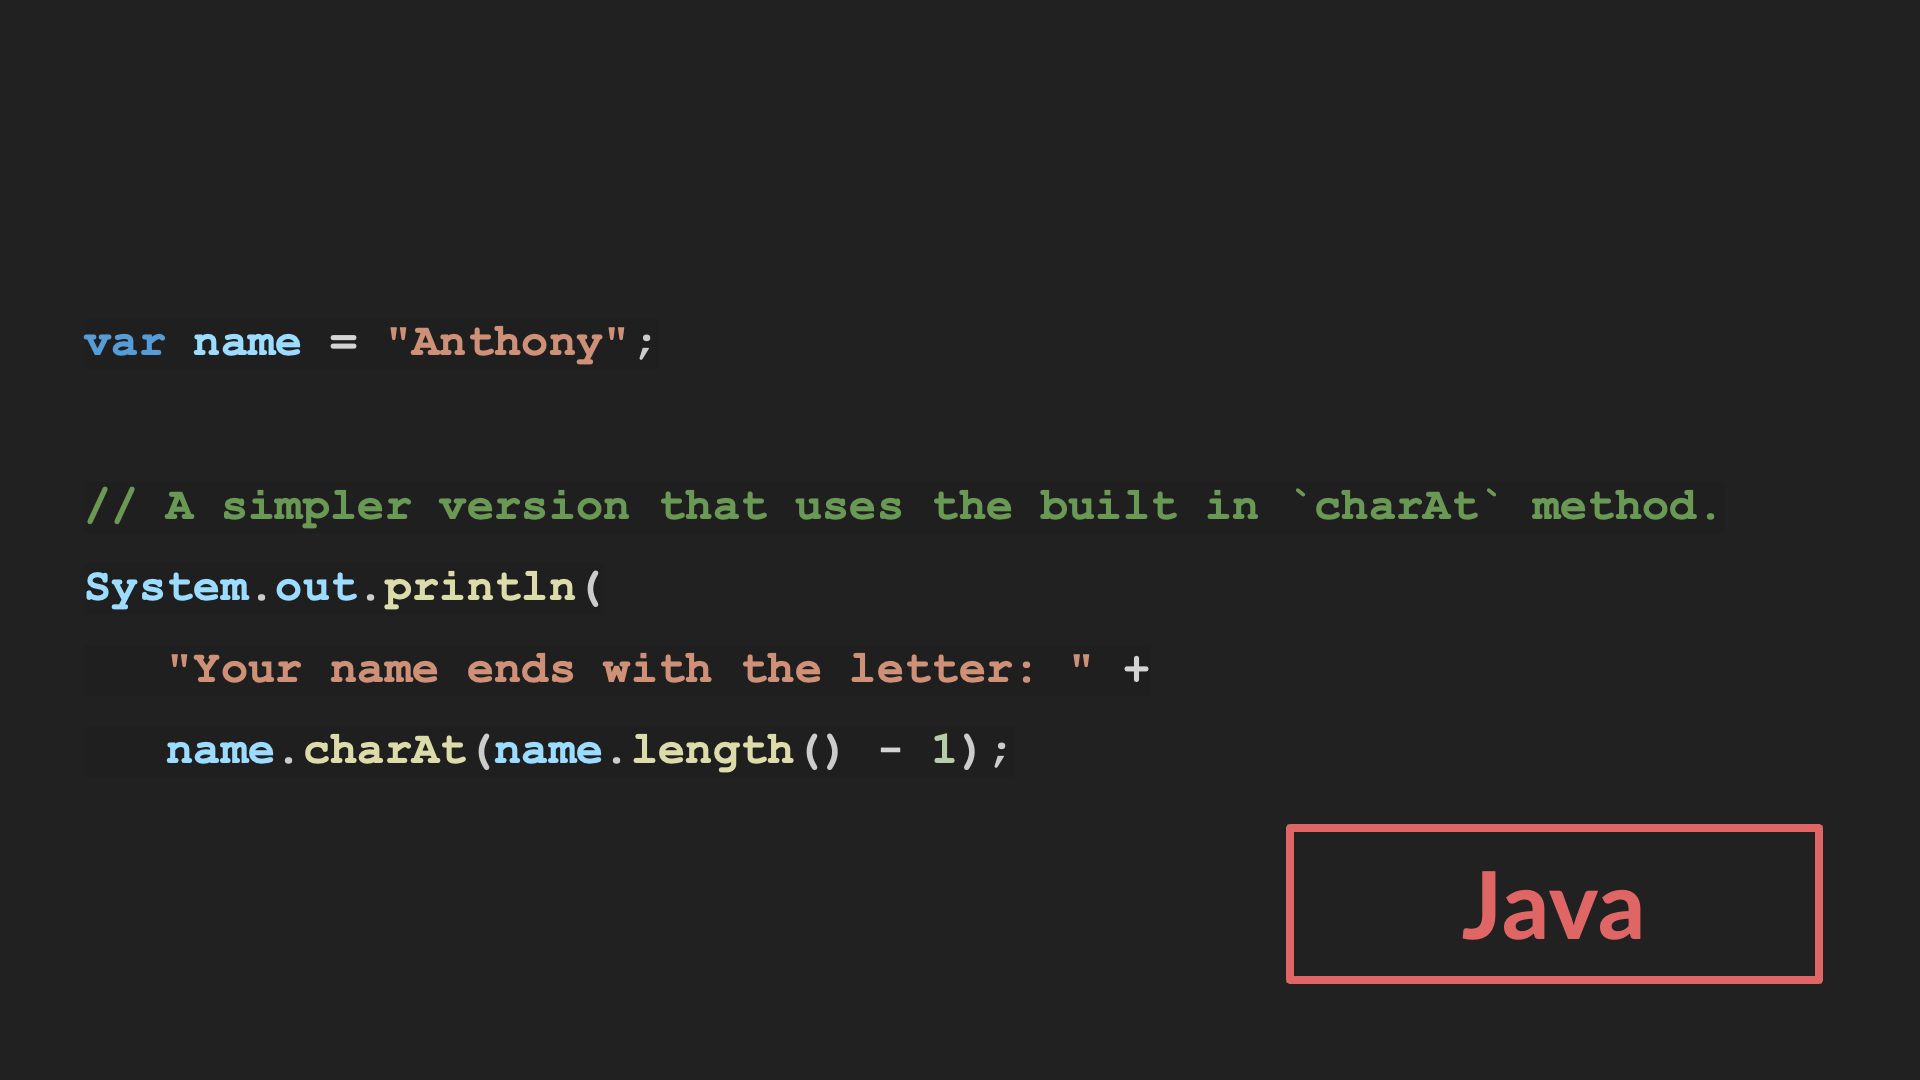 var name = "Anthony";
// A simpler version that uses the built in `charAt` method.
System.out.println(
"Your name ends with the letter: " +
name.charAt(name.length() - 1);
Java